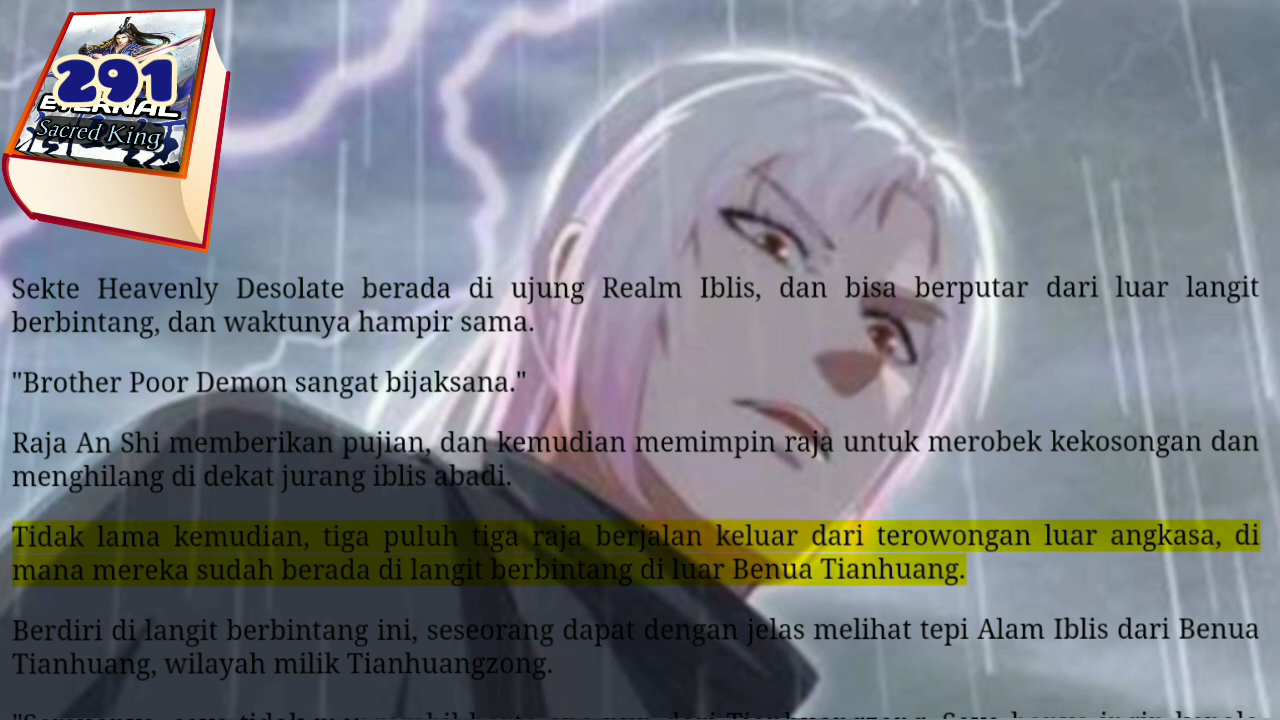 291
ETERNAL
Sacred King
Sekte Heavenly Desolate berada di ujung Realm Iblis, dan bisa berputar dari luar langit
berbintang, dan waktunya hampir sama.
"Brother Poor Demon sangat bijaksana."
Raja An Shi memberikan pujian, dan kemudian memimpin raja untuk merobek kekosongan dan
menghilang di dekat jurang iblis abadi.
Tidak lama kemudian, tiga puluh tiga raja berjalan keluar dari terowongan luar angkasa, di
mana mereka sudah berada di langit berbintang di luar Benua Tianhuang.
Berdiri di langit berbintang ini, seseorang dapat dengan jelas melihat tepi Alam Iblis dari Benua
Tianhuang, wilayah milik Tianhuangzong.